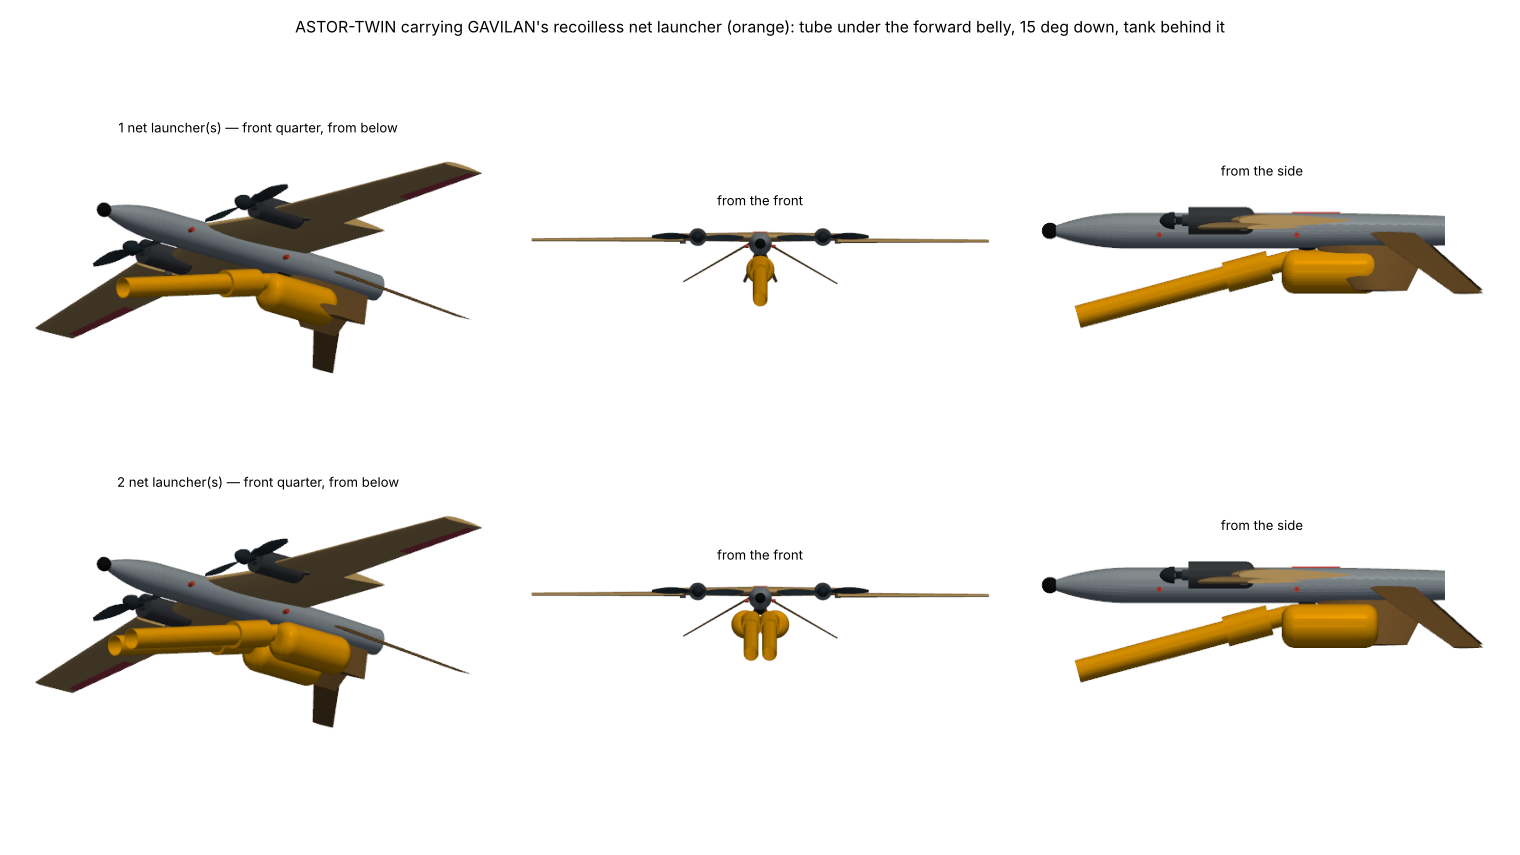 ASTOR-TWIN carrying GAVILAN's recoilless net launcher (orange): tube under the forward belly, 15 deg down, tank behind it
1 net launcher(s) — front quarter, from below
from the front
from the side
2 net launcher(s) — front quarter, from below
from the front
from the side